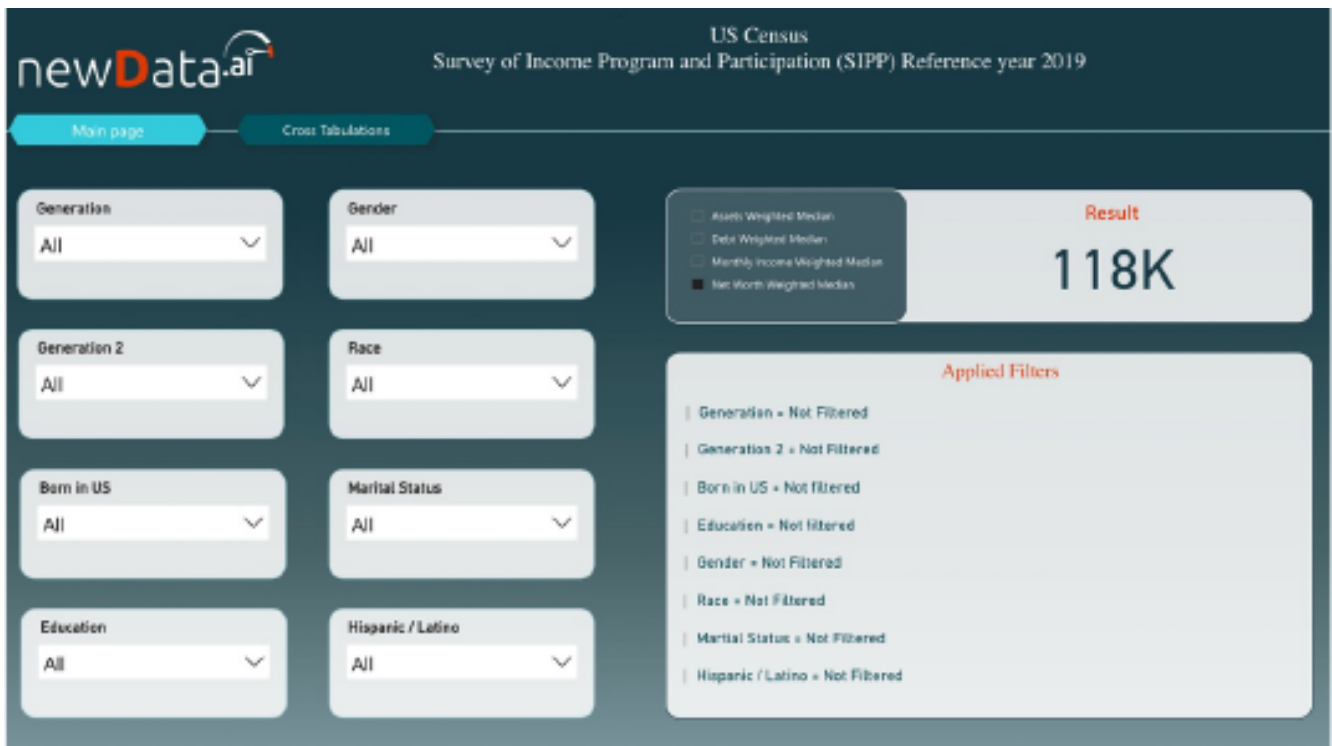 newData.ai
US Census
Survey of Income Program and Participation (SIPP) Reference year 2019
Main page
Cross Tabulations
Generation
All
Gender
All
Generation 2
All
Race
All
Born in US
All
Marital Status
All
Education
All
Hispanic / Latino
All
Assets Weighted Median
Debt Weighted Median
Monthly Income Weighted Median
Net Worth Weighted Median
Result
118K
Applied Filters
| Generation = Not Filtered
| Generation 2 = Not Filtered
| Born in US = Not filtered
| Education = Not filtered
| Gender = Not Filtered
| Race = Not Filtered
| Martial Status = Not Filtered
| Hispanic / Latino = Not Filtered